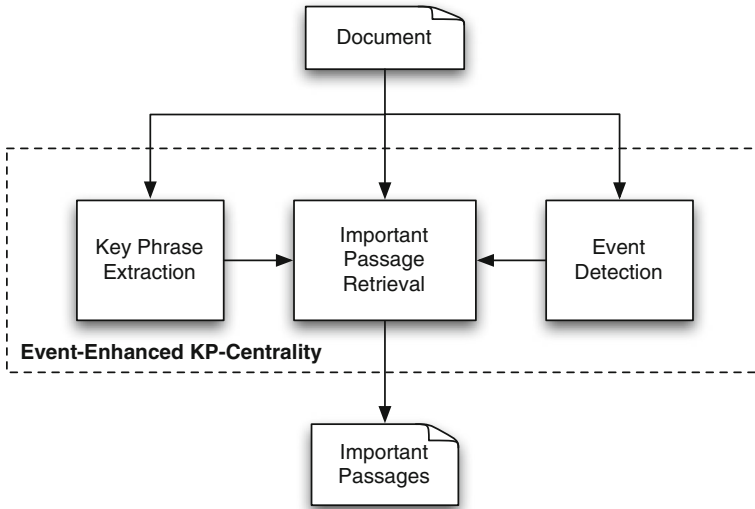 Document
Key Phrase
Extraction
Important
Passage
Retrieval
Event
Detection
Event-Enhanced KP-Centrality
Important
Passages